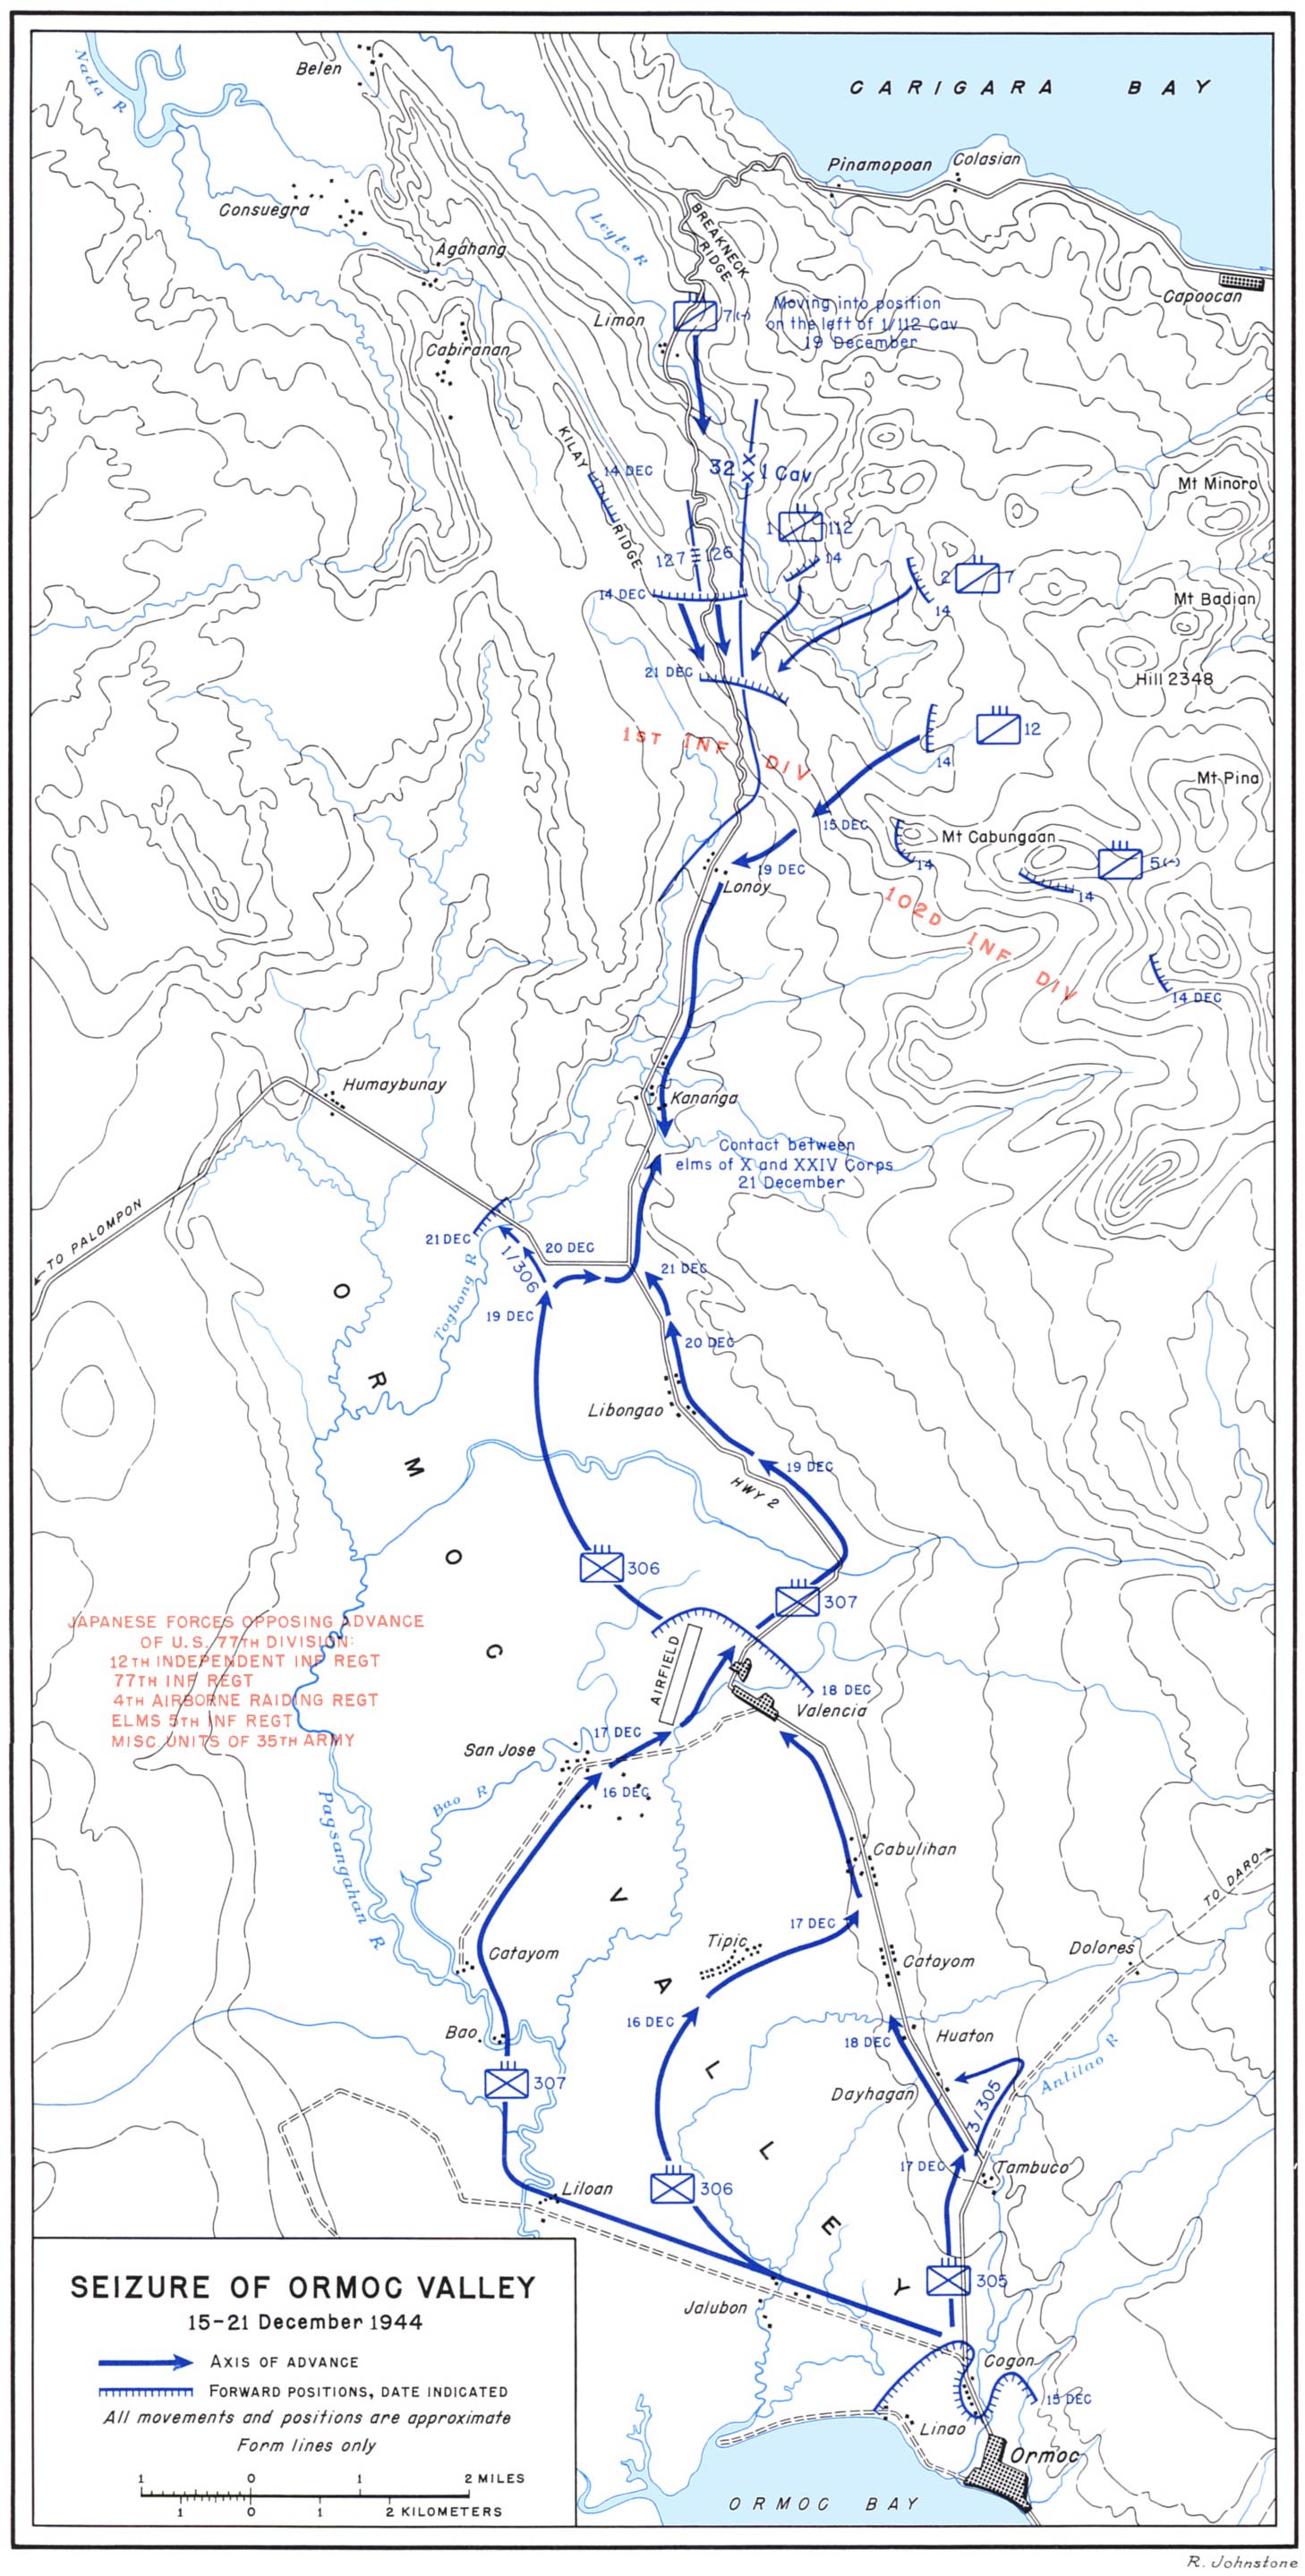 Nada R
Belen
CARIGARA BAY
Pinamopoan
Colasian
Consuegra
Leyte R
BREAKNECK
RIDGE
Agahang
Capoocan
Limon
7(-)
Moving into position
on the left of 1/112 Cav
19 December
Cabiranan
KILAY RIDGE
14 DEC
32 XX 1 Cav
Mt Minoro
1 112
127 126
14
2 7
14 DEC
14
Mt Badian
21 DEC
Hill 2348
1ST INF DIV
12
14
Mt Pina
15 DEC
Mt Cabungaan
14
5(-)
19 DEC
Lonoy
14
102D INF DIV
14 DEC
Humaybunay
Kananga
Contact between
elms of X and XXIV Corps
21 December
TO PALOMPON
21 DEC
1/306
20 DEC
Togbong R
21 DEC
19 DEC
20 DEC
Libongao
19 DEC
HWY 2
306
307
JAPANESE FORCES OPPOSING ADVANCE
OF U.S. 77TH DIVISION:
12TH INDEPENDENT INF REGT
77TH INF REGT
4TH AIRBORNE RAIDING REGT
ELMS 5TH INF REGT
MISC UNITS OF 35TH ARMY
AIRFIELD
18 DEC
Valencia
17 DEC
San Jose
16 DEC
Bao R
Pagsangahan R
Cabulihan
TO DARO
17 DEC
Tipic
Catayom
Catayom
Dolores
16 DEC
Bao
Huaton
18 DEC
Antilao R
307
Dayhagan
3/305
17 DEC
Tambuco
Liloan
306
ORMOC VALLEY
305
Jalubon
Cogon
15 DEC
Linao
Ormoc
ORMOC BAY
SEIZURE OF ORMOC VALLEY
15-21 December 1944
AXIS OF ADVANCE
FORWARD POSITIONS, DATE INDICATED
All movements and positions are approximate
Form lines only
1 0 1 2 MILES
1 0 1 2 KILOMETERS
R. Johnstone